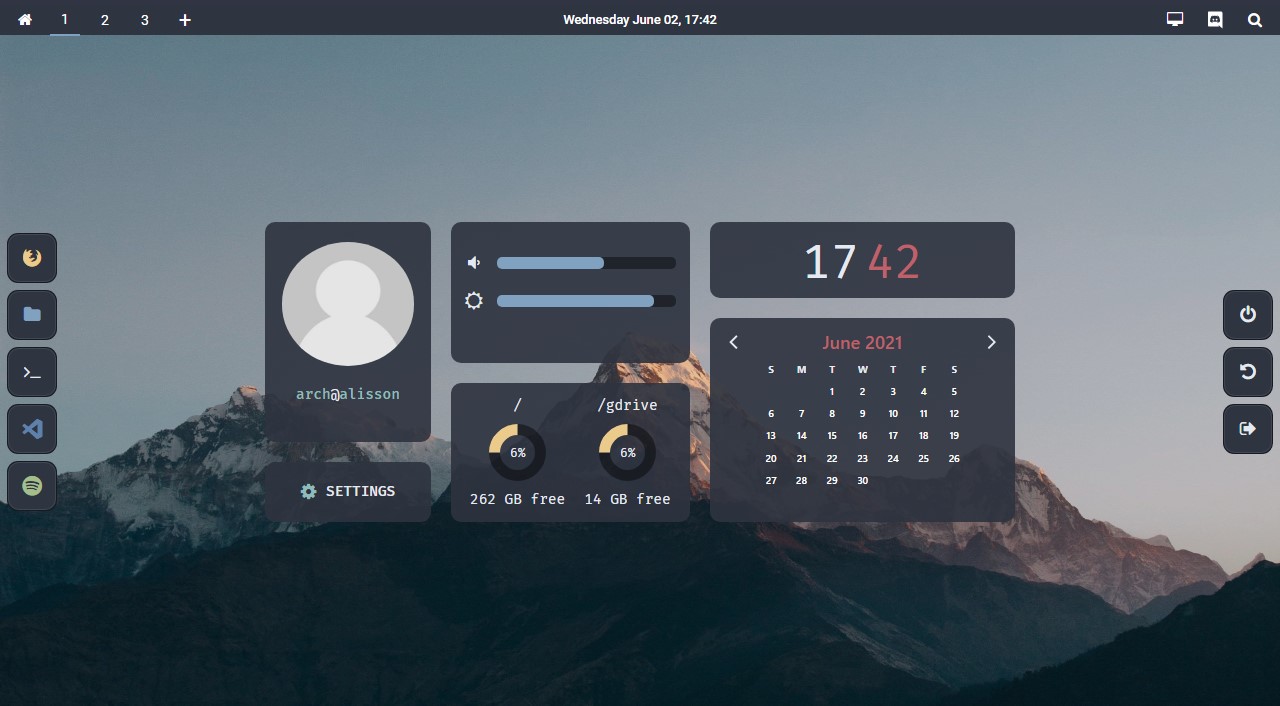 1 2 3 + Wednesday June 02, 17:42
arch@alisson
SETTINGS
/ /gdrive
6% 6%
262 GB free 14 GB free
17 42
June 2021
S M T W T F S
1 2 3 4 5
6 7 8 9 10 11 12
13 14 15 16 17 18 19
20 21 22 23 24 25 26
27 28 29 30